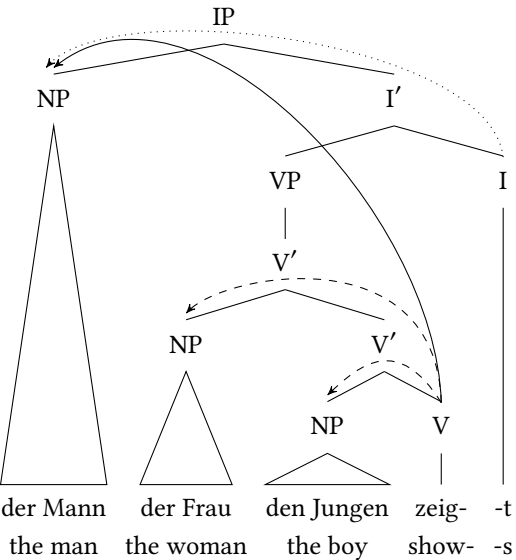 IP
NP I′
VP I
V′
NP V′
NP V
der Mann der Frau den Jungen zeig- -t
the man the woman the boy show- -s